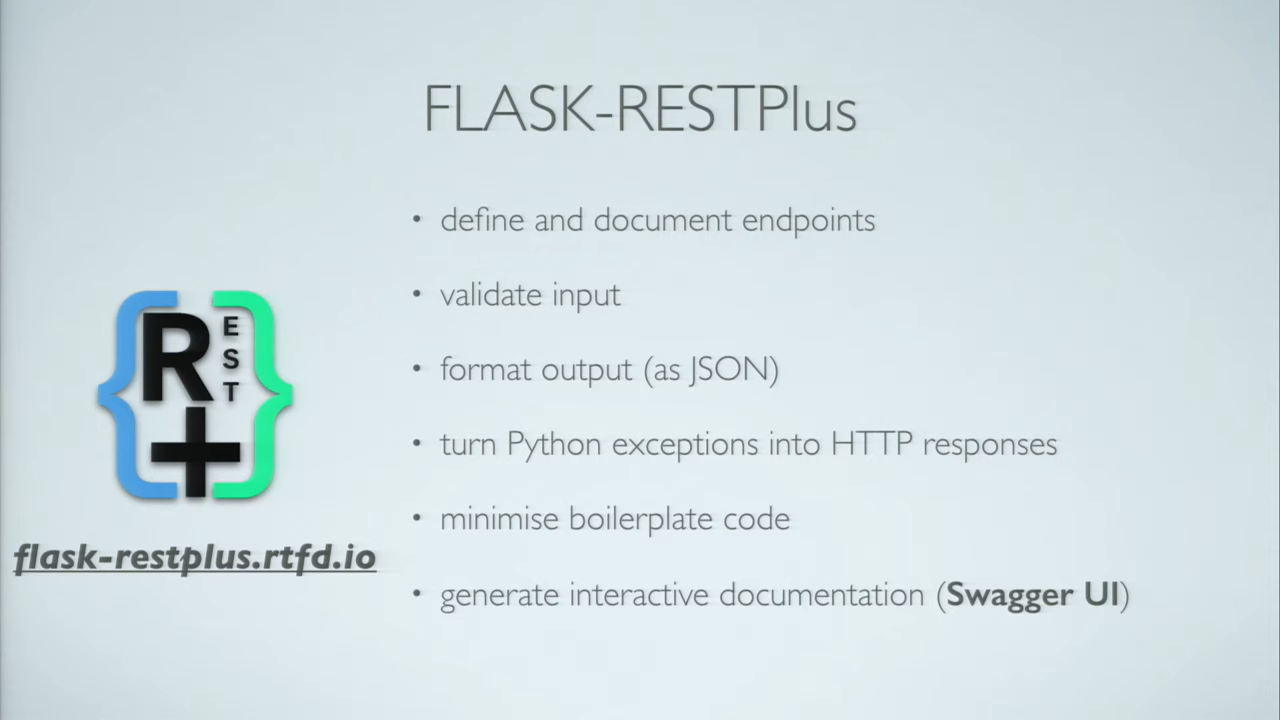 FLASK-RESTPlus
• define and document endpoints
• validate input
• format output (as JSON)
• turn Python exceptions into HTTP responses
• minimise boilerplate code
• generate interactive documentation (Swagger UI)
REST
+
flask-restplus.rtfd.io